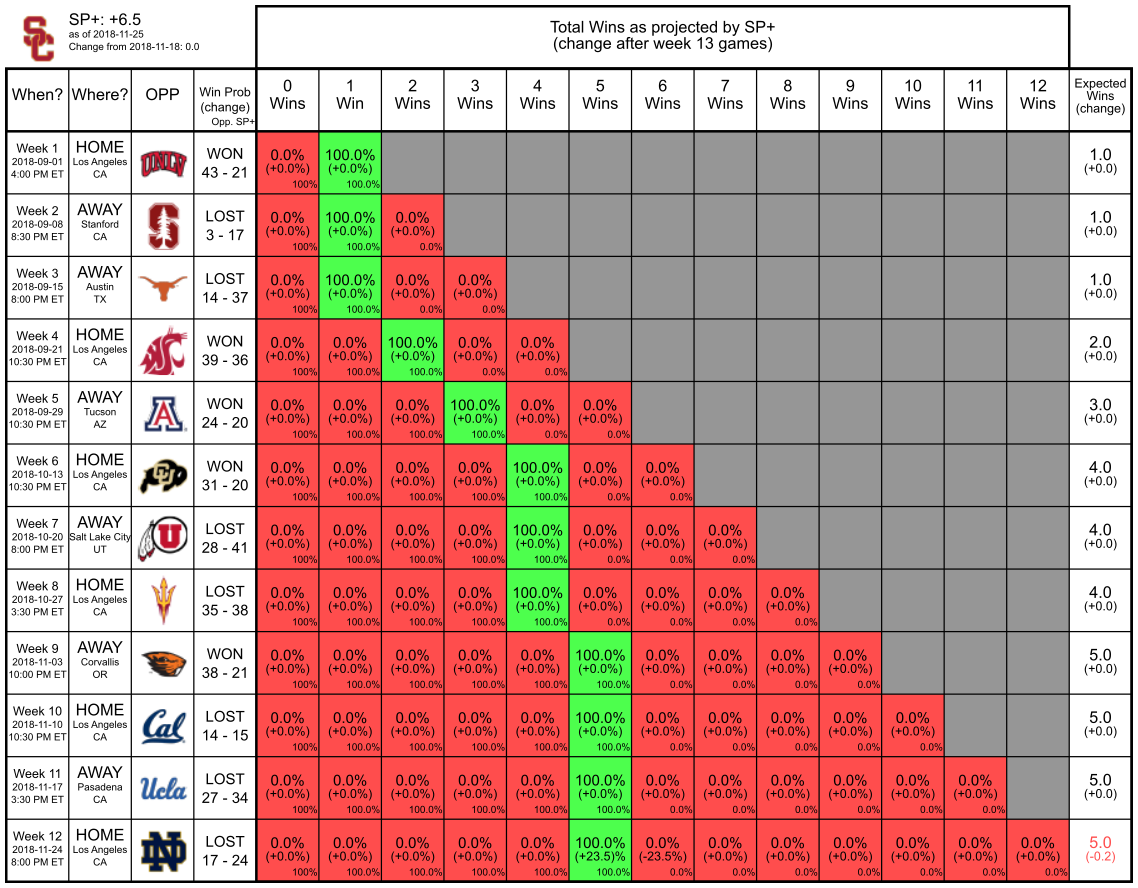 SC
SP+: +6.5
as of 2018-11-25
Change from 2018-11-18: 0.0
Total Wins as projected by SP+
(change after week 13 games)
When? Where? OPP Win Prob (change) Opp. SP+ 0 Wins 1 Win 2 Wins 3 Wins 4 Wins 5 Wins 6 Wins 7 Wins 8 Wins 9 Wins 10 Wins 11 Wins 12 Wins Expected Wins (change)
Week 1 HOME WON 0.0% 100.0% 1.0
2018-09-01 Los Angeles UNLV (+0.0%) (+0.0%) (+0.0)
4:00 PM ET CA 43 - 21 100% 100.0%
Week 2 AWAY LOST 0.0% 100.0% 0.0% 1.0
2018-09-08 Stanford S (+0.0%) (+0.0%) (+0.0%) (+0.0)
8:30 PM ET CA 3 - 17 100% 100.0% 0.0%
Week 3 AWAY LOST 0.0% 100.0% 0.0% 0.0% 1.0
2018-09-15 Austin (+0.0%) (+0.0%) (+0.0%) (+0.0%) (+0.0)
8:00 PM ET TX 14 - 37 100% 100.0% 0.0% 0.0%
Week 4 HOME WON 0.0% 0.0% 100.0% 0.0% 0.0% 2.0
2018-09-21 Los Angeles (+0.0%) (+0.0%) (+0.0%) (+0.0%) (+0.0%) (+0.0)
10:30 PM ET CA 39 - 36 100% 100.0% 100.0% 0.0% 0.0%
Week 5 AWAY WON 0.0% 0.0% 0.0% 100.0% 0.0% 0.0% 3.0
2018-09-29 Tucson A (+0.0%) (+0.0%) (+0.0%) (+0.0%) (+0.0%) (+0.0%) (+0.0)
10:30 PM ET AZ 24 - 20 100% 100.0% 100.0% 100.0% 0.0% 0.0%
Week 6 HOME WON 0.0% 0.0% 0.0% 0.0% 100.0% 0.0% 0.0% 4.0
2018-10-13 Los Angeles CU (+0.0%) (+0.0%) (+0.0%) (+0.0%) (+0.0%) (+0.0%) (+0.0%) (+0.0)
10:30 PM ET CA 31 - 20 100% 100.0% 100.0% 100.0% 100.0% 0.0% 0.0%
Week 7 AWAY LOST 0.0% 0.0% 0.0% 0.0% 100.0% 0.0% 0.0% 0.0% 4.0
2018-10-20 Salt Lake City U (+0.0%) (+0.0%) (+0.0%) (+0.0%) (+0.0%) (+0.0%) (+0.0%) (+0.0%) (+0.0)
8:00 PM ET UT 28 - 41 100% 100.0% 100.0% 100.0% 100.0% 0.0% 0.0% 0.0%
Week 8 HOME LOST 0.0% 0.0% 0.0% 0.0% 100.0% 0.0% 0.0% 0.0% 0.0% 4.0
2018-10-27 Los Angeles (+0.0%) (+0.0%) (+0.0%) (+0.0%) (+0.0%) (+0.0%) (+0.0%) (+0.0%) (+0.0%) (+0.0)
3:30 PM ET CA 35 - 38 100% 100.0% 100.0% 100.0% 100.0% 0.0% 0.0% 0.0% 0.0%
Week 9 AWAY WON 0.0% 0.0% 0.0% 0.0% 0.0% 100.0% 0.0% 0.0% 0.0% 0.0% 5.0
2018-11-03 Corvallis (+0.0%) (+0.0%) (+0.0%) (+0.0%) (+0.0%) (+0.0%) (+0.0%) (+0.0%) (+0.0%) (+0.0%) (+0.0)
10:00 PM ET OR 38 - 21 100% 100.0% 100.0% 100.0% 100.0% 100.0% 0.0% 0.0% 0.0% 0.0%
Week 10 HOME LOST 0.0% 0.0% 0.0% 0.0% 0.0% 100.0% 0.0% 0.0% 0.0% 0.0% 0.0% 5.0
2018-11-10 Los Angeles Cal (+0.0%) (+0.0%) (+0.0%) (+0.0%) (+0.0%) (+0.0%) (+0.0%) (+0.0%) (+0.0%) (+0.0%) (+0.0%) (+0.0)
10:30 PM ET CA 14 - 15 100% 100.0% 100.0% 100.0% 100.0% 100.0% 0.0% 0.0% 0.0% 0.0% 0.0%
Week 11 AWAY LOST 0.0% 0.0% 0.0% 0.0% 0.0% 100.0% 0.0% 0.0% 0.0% 0.0% 0.0% 0.0% 5.0
2018-11-17 Pasadena Ucla (+0.0%) (+0.0%) (+0.0%) (+0.0%) (+0.0%) (+0.0%) (+0.0%) (+0.0%) (+0.0%) (+0.0%) (+0.0%) (+0.0%) (+0.0)
3:30 PM ET CA 27 - 34 100% 100.0% 100.0% 100.0% 100.0% 100.0% 0.0% 0.0% 0.0% 0.0% 0.0% 0.0%
Week 12 HOME LOST 0.0% 0.0% 0.0% 0.0% 0.0% 100.0% 0.0% 0.0% 0.0% 0.0% 0.0% 0.0% 0.0% 5.0
2018-11-24 Los Angeles ND (+0.0%) (+0.0%) (+0.0%) (+0.0%) (+0.0%) (+23.5)% (-23.5%) (+0.0%) (+0.0%) (+0.0%) (+0.0%) (+0.0%) (+0.0%) (-0.2)
8:00 PM ET CA 17 - 24 100% 100.0% 100.0% 100.0% 100.0% 100.0% 0.0% 0.0% 0.0% 0.0% 0.0% 0.0% 0.0%